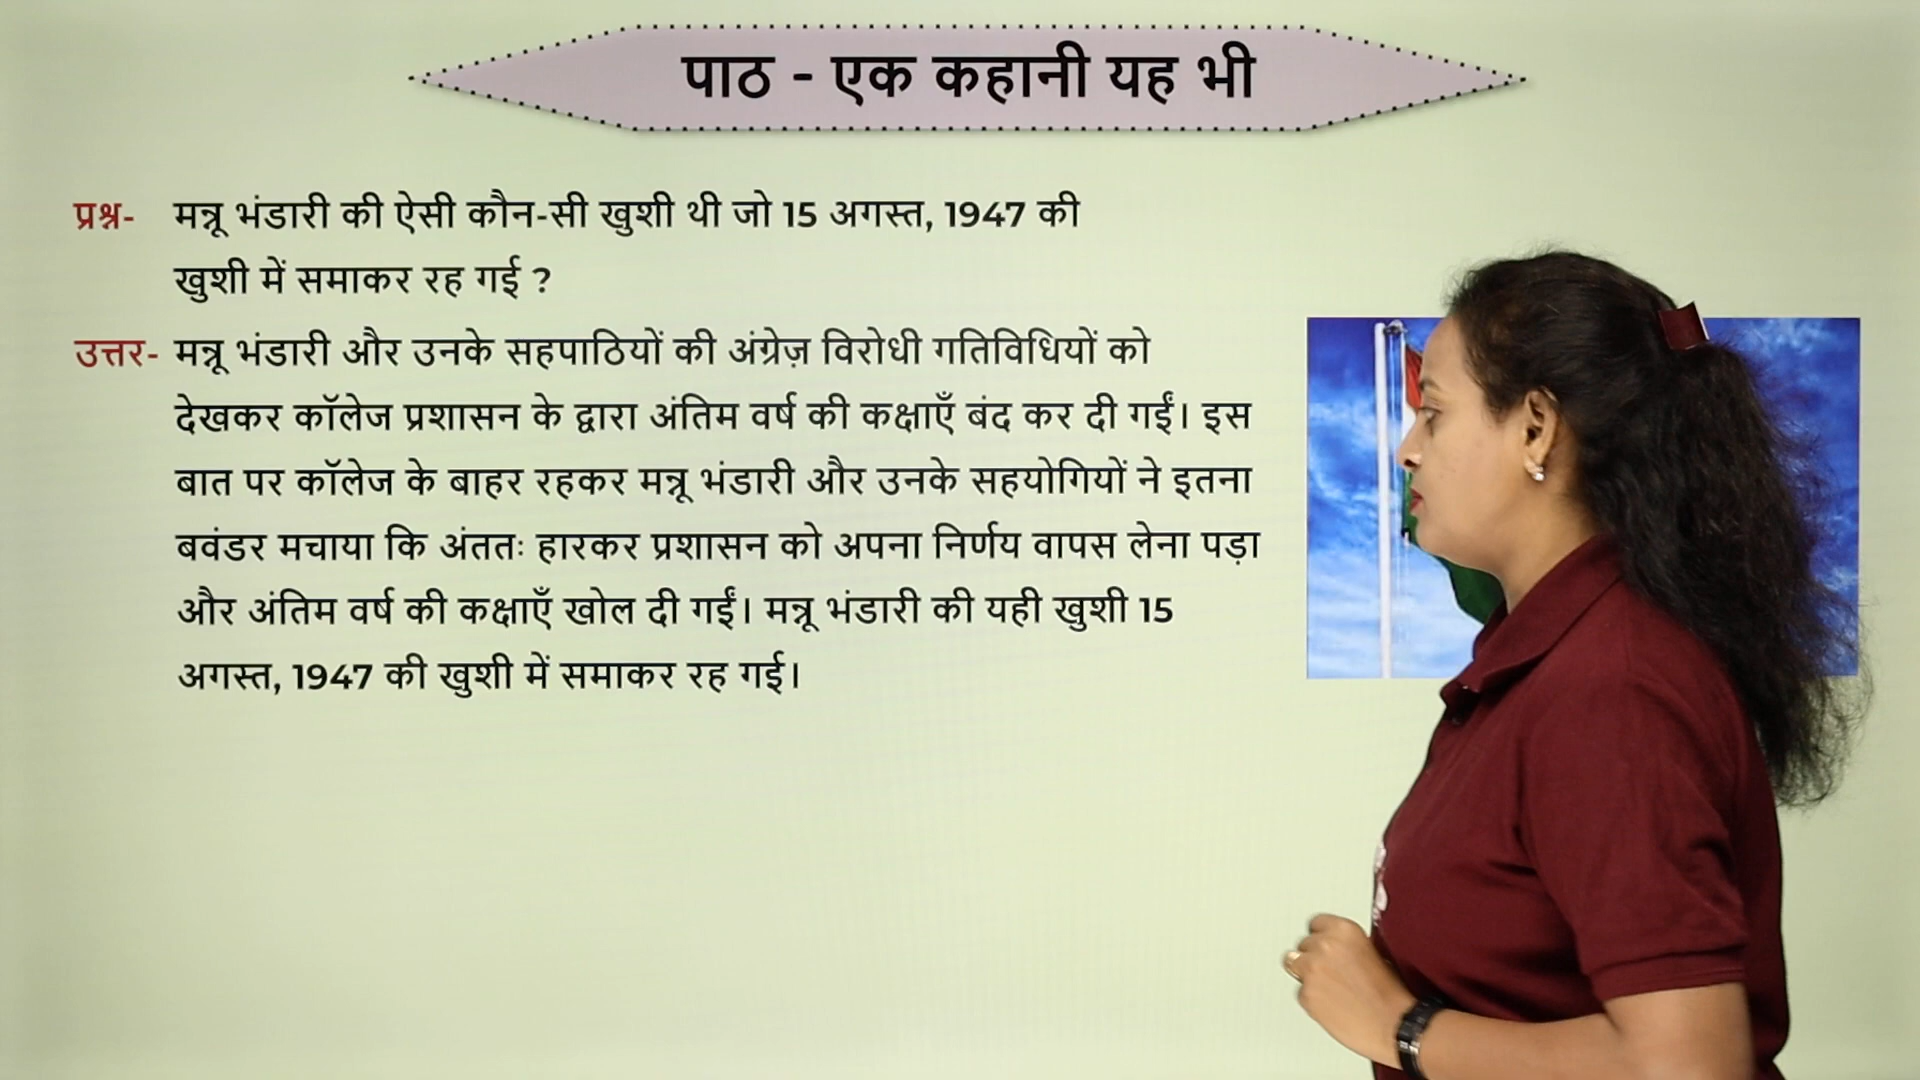 पाठ - एक कहानी यह भी
प्रश्न- मन्नू भंडारी की ऐसी कौन-सी खुशी थी जो 15 अगस्त, 1947 की
खुशी में समाकर रह गई ?
उत्तर- मन्नू भंडारी और उनके सहपाठियों की अंग्रेज़ विरोधी गतिविधियों को
देखकर कॉलेज प्रशासन के द्वारा अंतिम वर्ष की कक्षाएँ बंद कर दी गईं। इस
बात पर कॉलेज के बाहर रहकर मन्नू भंडारी और उनके सहयोगियों ने इतना
बवंडर मचाया कि अंततः हारकर प्रशासन को अपना निर्णय वापस लेना पड़ा
और अंतिम वर्ष की कक्षाएँ खोल दी गईं। मन्नू भंडारी की यही खुशी 15
अगस्त, 1947 की खुशी में समाकर रह गई।